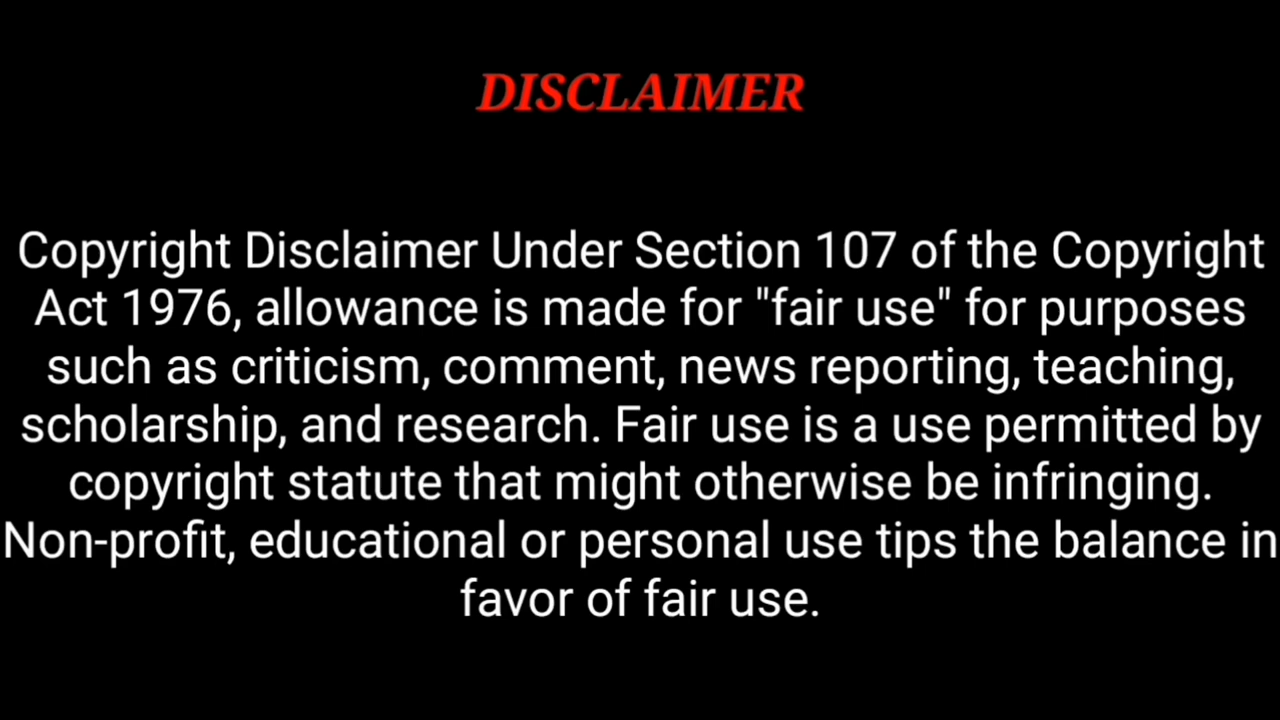 DISCLAIMER
Copyright Disclaimer Under Section 107 of the Copyright
Act 1976, allowance is made for "fair use" for purposes
such as criticism, comment, news reporting, teaching,
scholarship, and research. Fair use is a use permitted by
copyright statute that might otherwise be infringing.
Non-profit, educational or personal use tips the balance in
favor of fair use.